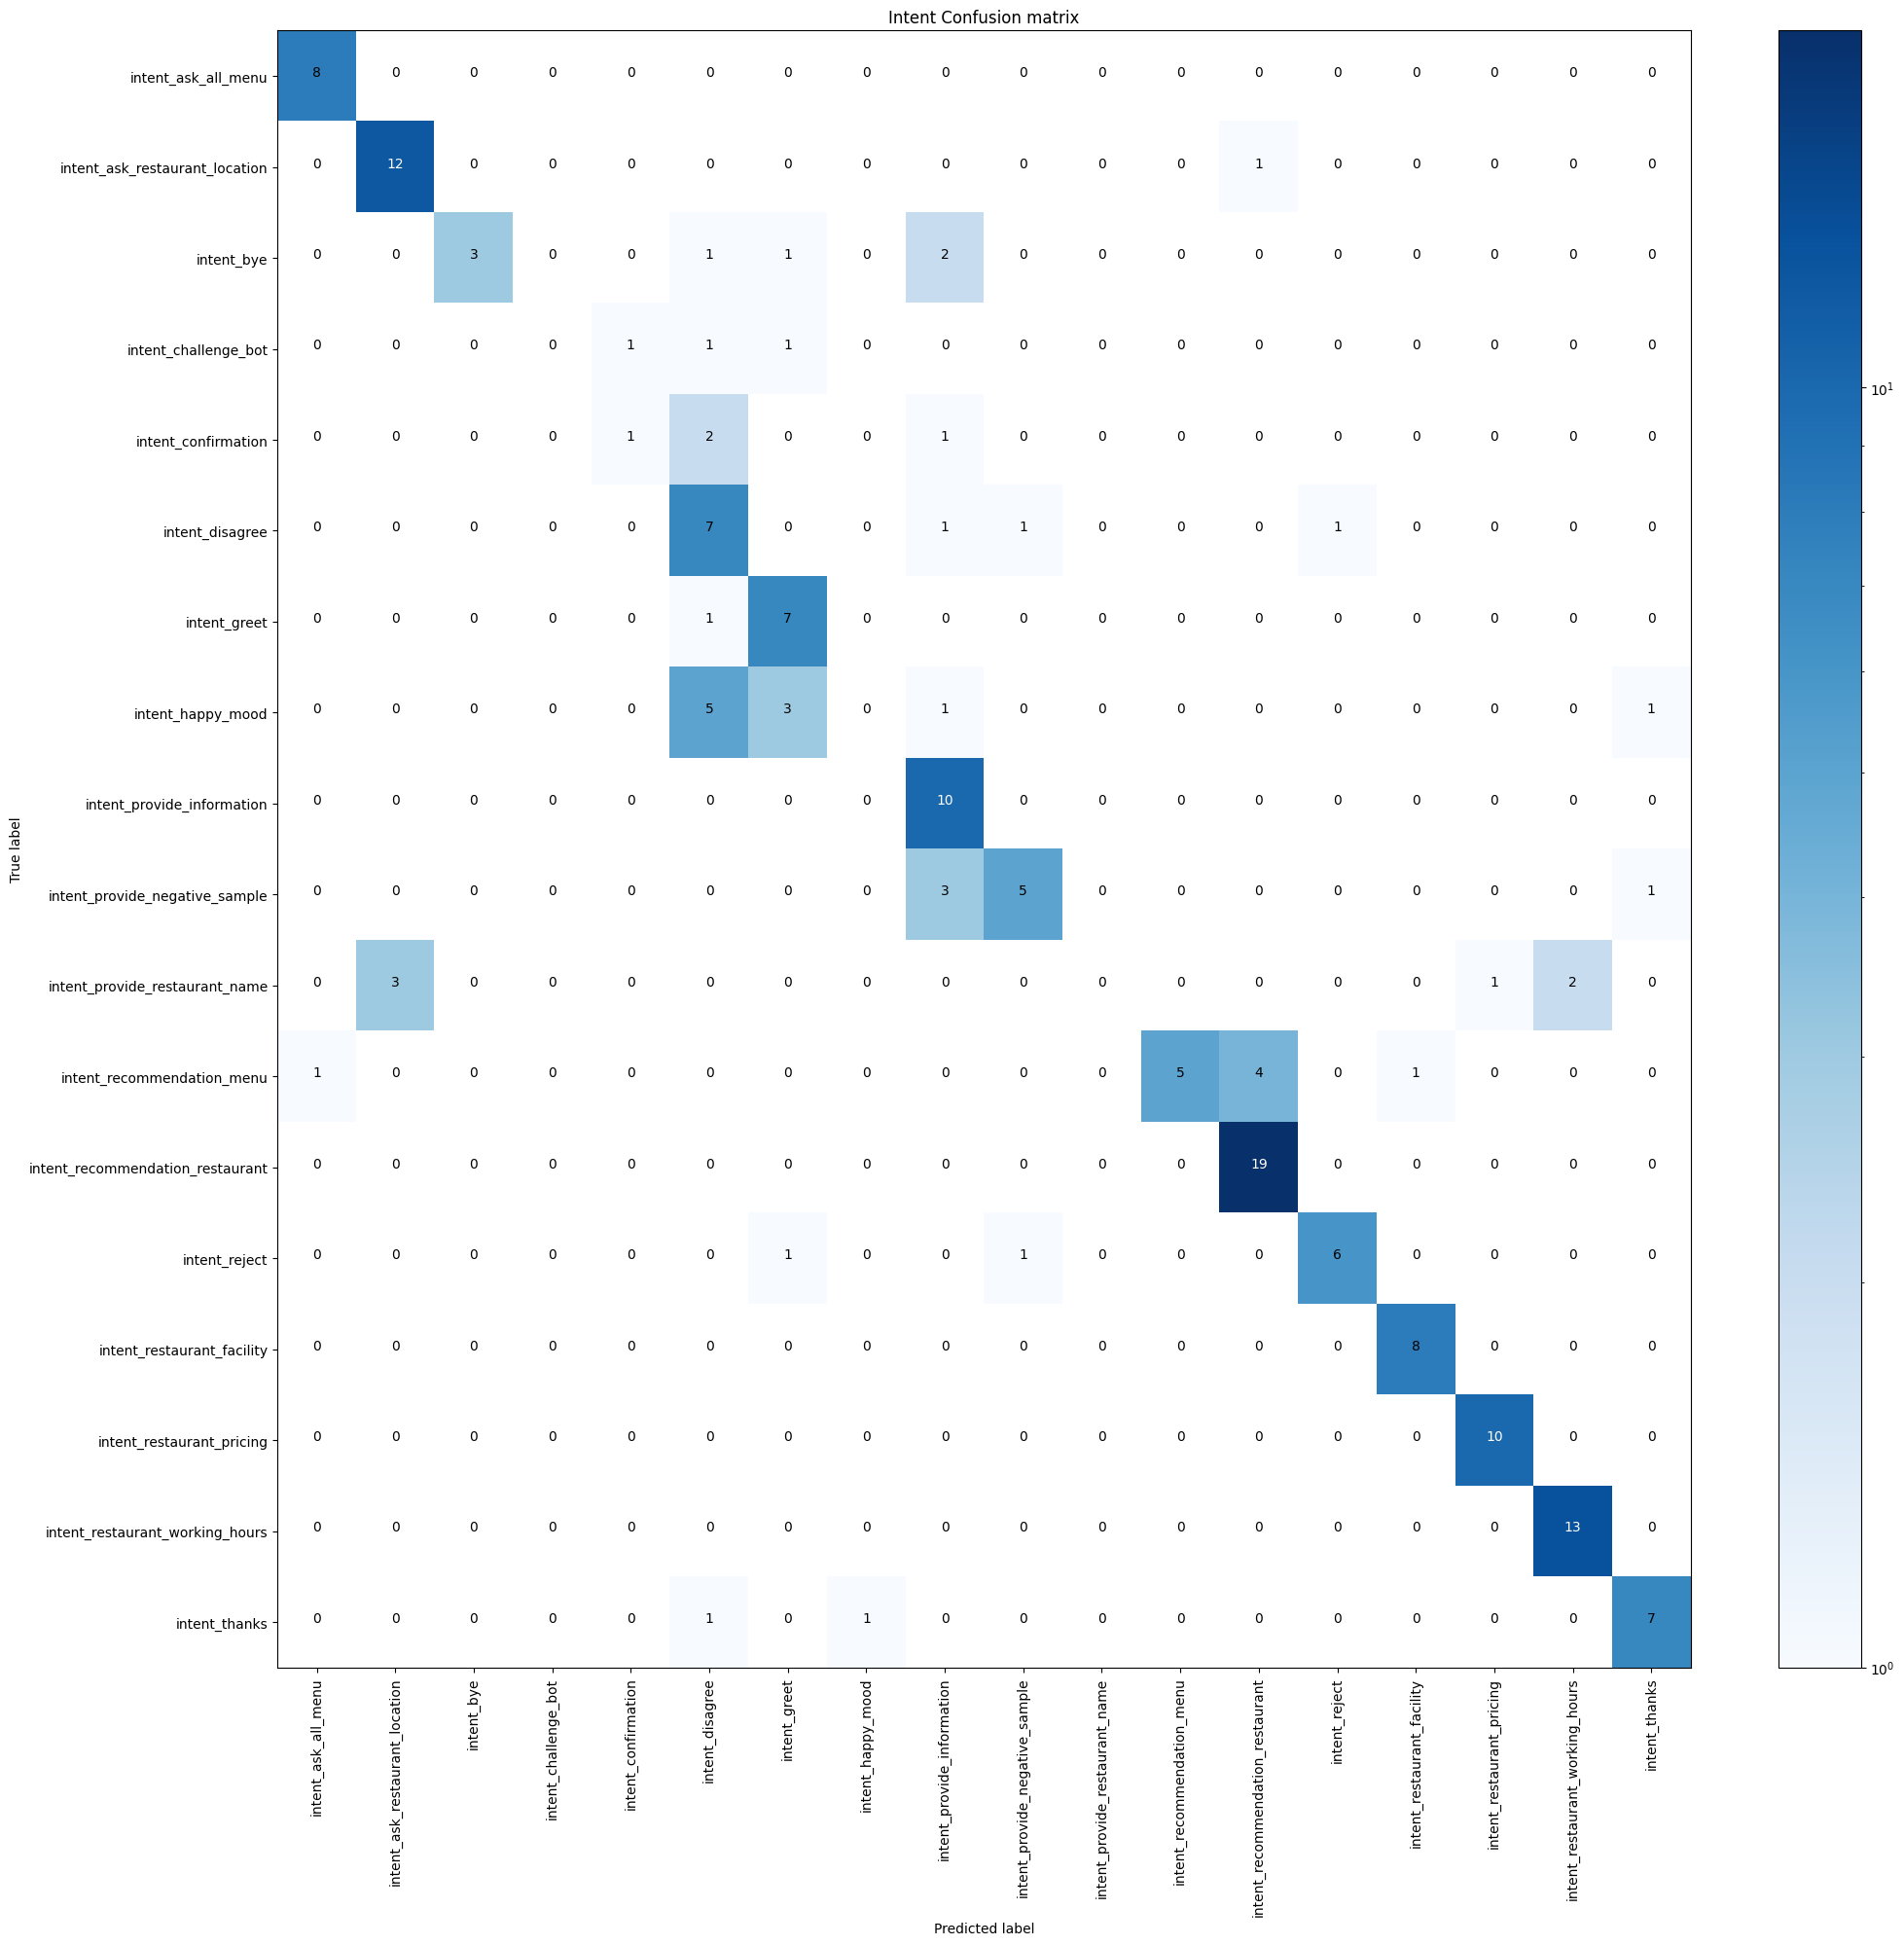 Intent Confusion matrix
intent_ask_all_menu 8 0 0 0 0 0 0 0 0 0 0 0 0 0 0 0 0 0
intent_ask_restaurant_location 0 12 0 0 0 0 0 0 0 0 0 0 1 0 0 0 0 0
intent_bye 0 0 3 0 0 1 1 0 2 0 0 0 0 0 0 0 0 0
intent_challenge_bot 0 0 0 0 1 1 1 0 0 0 0 0 0 0 0 0 0 0
intent_confirmation 0 0 0 0 1 2 0 0 1 0 0 0 0 0 0 0 0 0
intent_disagree 0 0 0 0 0 7 0 0 1 1 0 0 0 1 0 0 0 0
intent_greet 0 0 0 0 0 1 7 0 0 0 0 0 0 0 0 0 0 0
intent_happy_mood 0 0 0 0 0 5 3 0 1 0 0 0 0 0 0 0 0 1
intent_provide_information 0 0 0 0 0 0 0 0 10 0 0 0 0 0 0 0 0 0
intent_provide_negative_sample 0 0 0 0 0 0 0 0 3 5 0 0 0 0 0 0 0 1
intent_provide_restaurant_name 0 3 0 0 0 0 0 0 0 0 0 0 0 0 0 1 2 0
intent_recommendation_menu 1 0 0 0 0 0 0 0 0 0 0 5 4 0 1 0 0 0
intent_recommendation_restaurant 0 0 0 0 0 0 0 0 0 0 0 0 19 0 0 0 0 0
intent_reject 0 0 0 0 0 0 1 0 0 1 0 0 0 6 0 0 0 0
intent_restaurant_facility 0 0 0 0 0 0 0 0 0 0 0 0 0 0 8 0 0 0
intent_restaurant_pricing 0 0 0 0 0 0 0 0 0 0 0 0 0 0 0 10 0 0
intent_restaurant_working_hours 0 0 0 0 0 0 0 0 0 0 0 0 0 0 0 0 13 0
intent_thanks 0 0 0 0 0 1 0 1 0 0 0 0 0 0 0 0 0 7
True label
intent_ask_all_menu
intent_ask_restaurant_location
intent_bye
intent_challenge_bot
intent_confirmation
intent_disagree
intent_greet
intent_happy_mood
intent_provide_information
intent_provide_negative_sample
intent_provide_restaurant_name
intent_recommendation_menu
intent_recommendation_restaurant
intent_reject
intent_restaurant_facility
intent_restaurant_pricing
intent_restaurant_working_hours
intent_thanks
Predicted label
10¹
10⁰